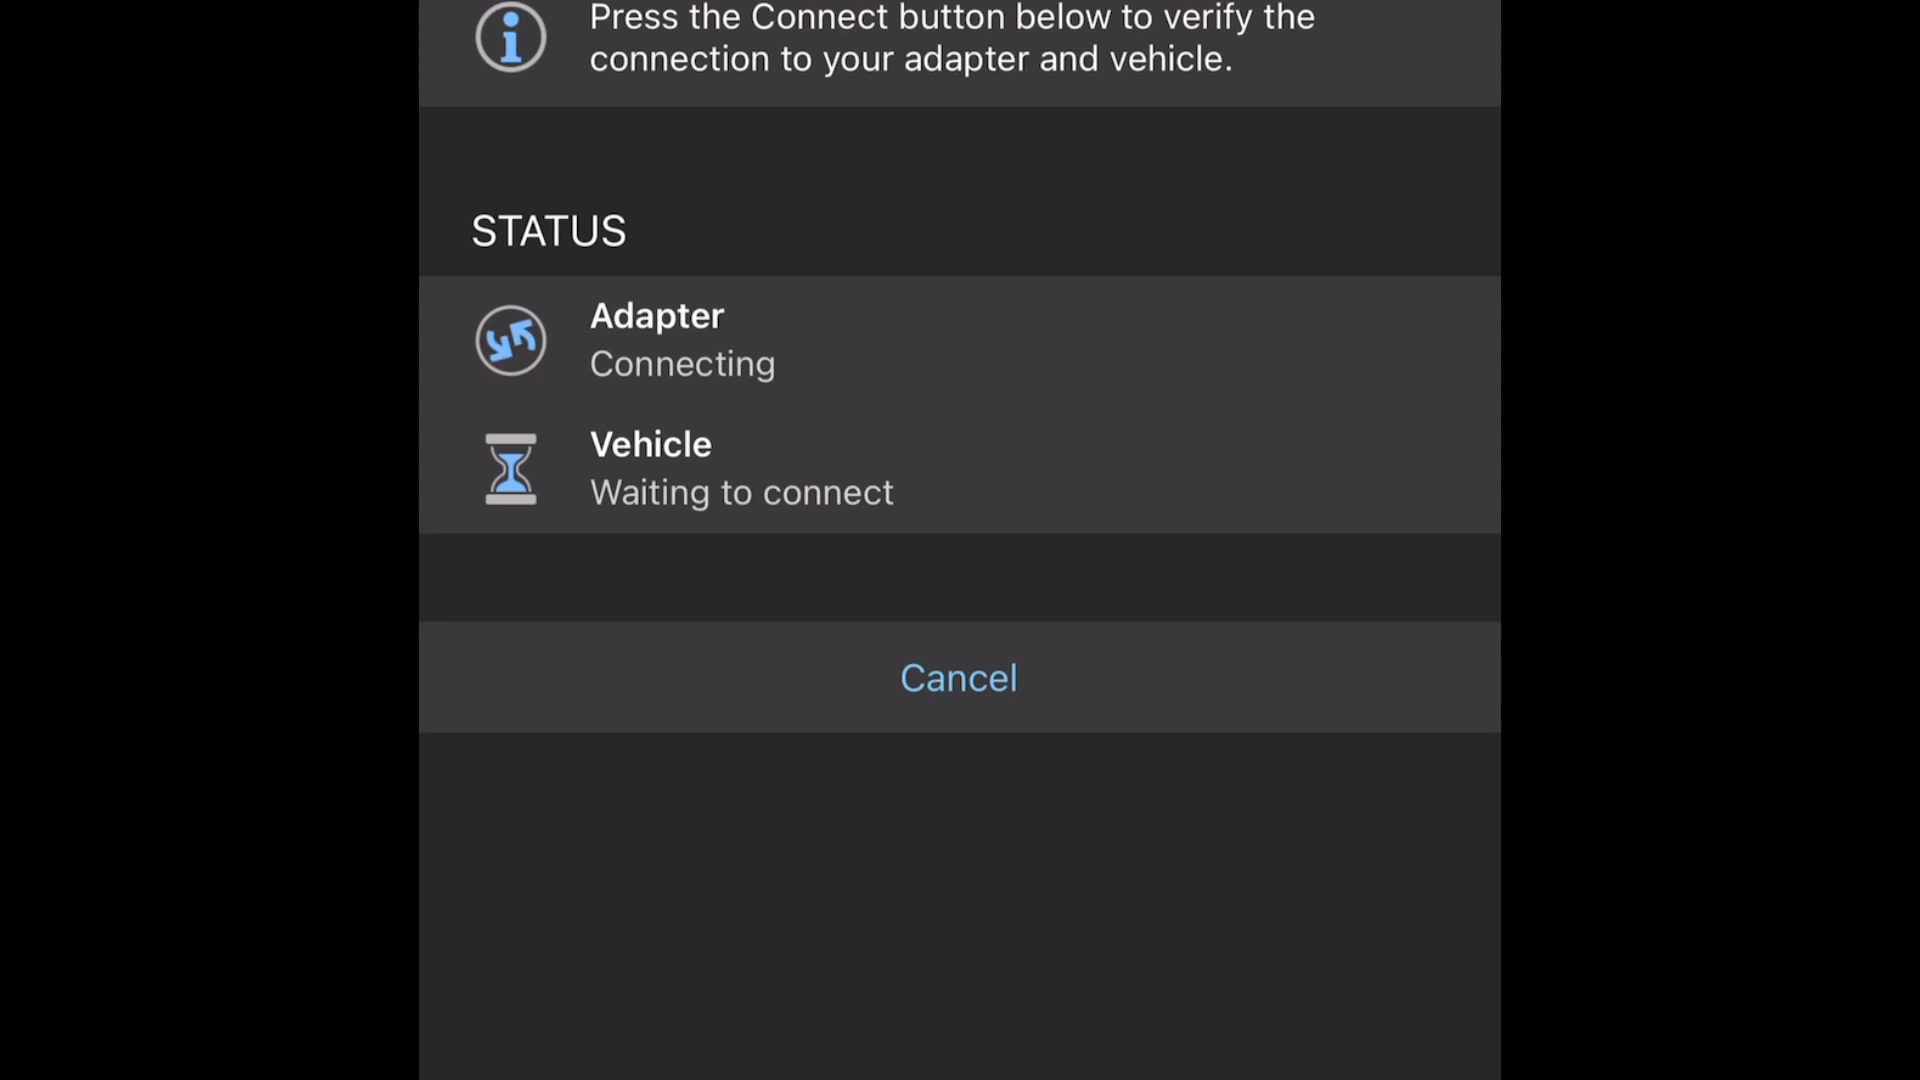 Press the Connect button below to verify the
connection to your adapter and vehicle.
STATUS
Adapter
Connecting
Vehicle
Waiting to connect
Cancel